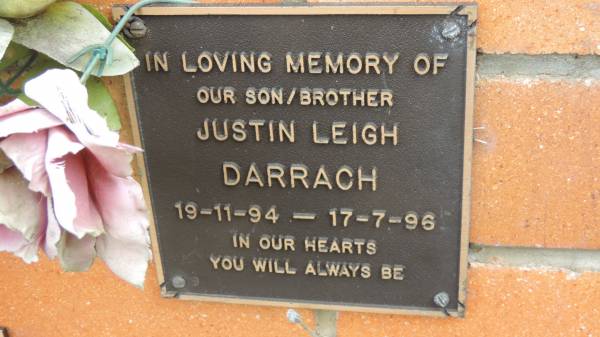 IN LOVING MEMORY OF
OUR SON/BROTHER
JUSTIN LEIGH
DARRACH
19-11-94 — 17-7-96
IN OUR HEARTS
YOU WILL ALWAYS BE